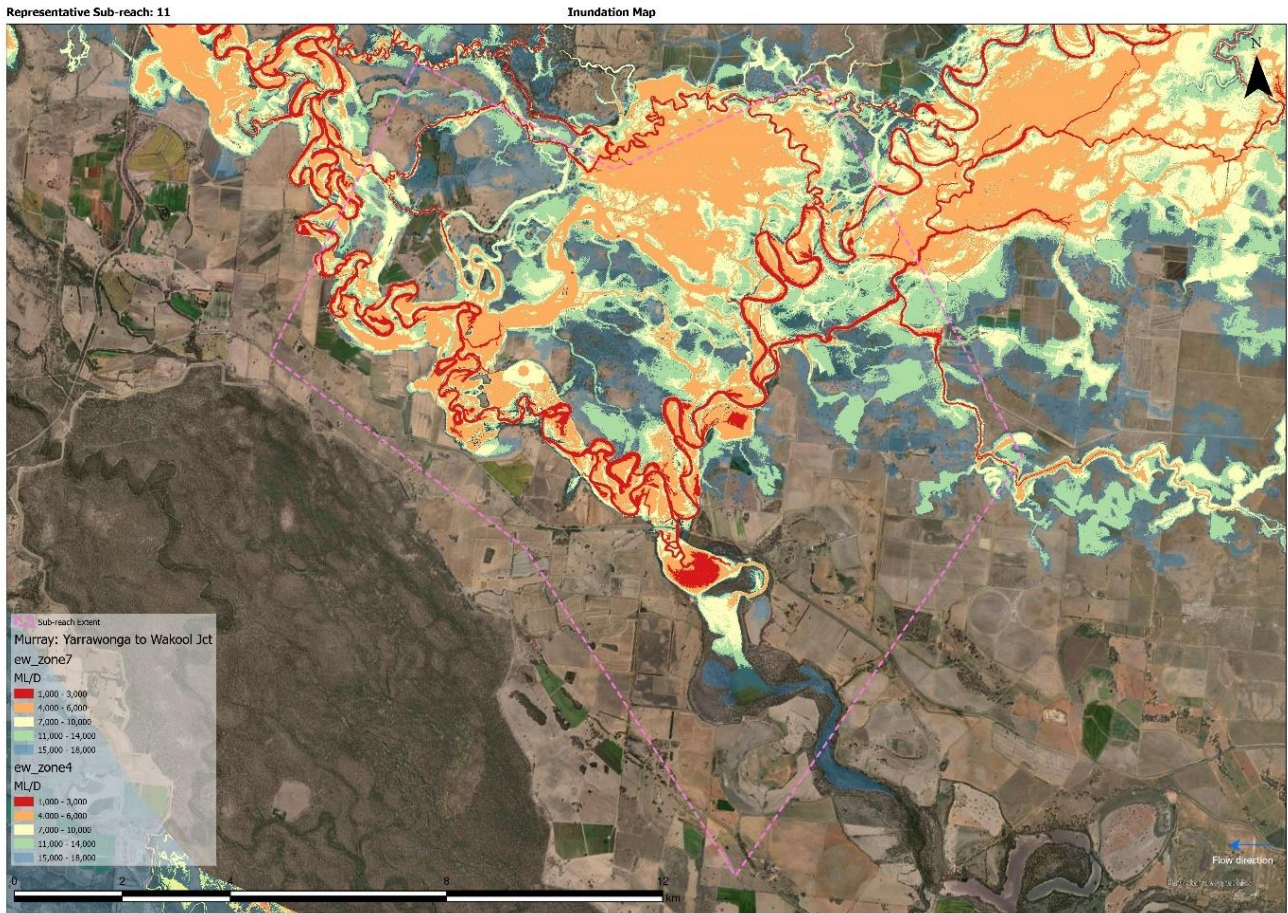 Representative Sub-reach: 11
Inundation Map
N
Sub-reach Extent
Murray: Yarrawonga to Wakool Jct
ew_zone7
ML/D
1,000 - 3,000
4,000 - 6,000
7,000 - 10,000
11,000 - 14,000
15,000 - 18,000
ew_zone4
ML/D
1,000 - 3,000
4,000 - 6,000
7,000 - 10,000
11,000 - 14,000
15,000 - 18,000
Flow direction
0 2 4 8 12
km